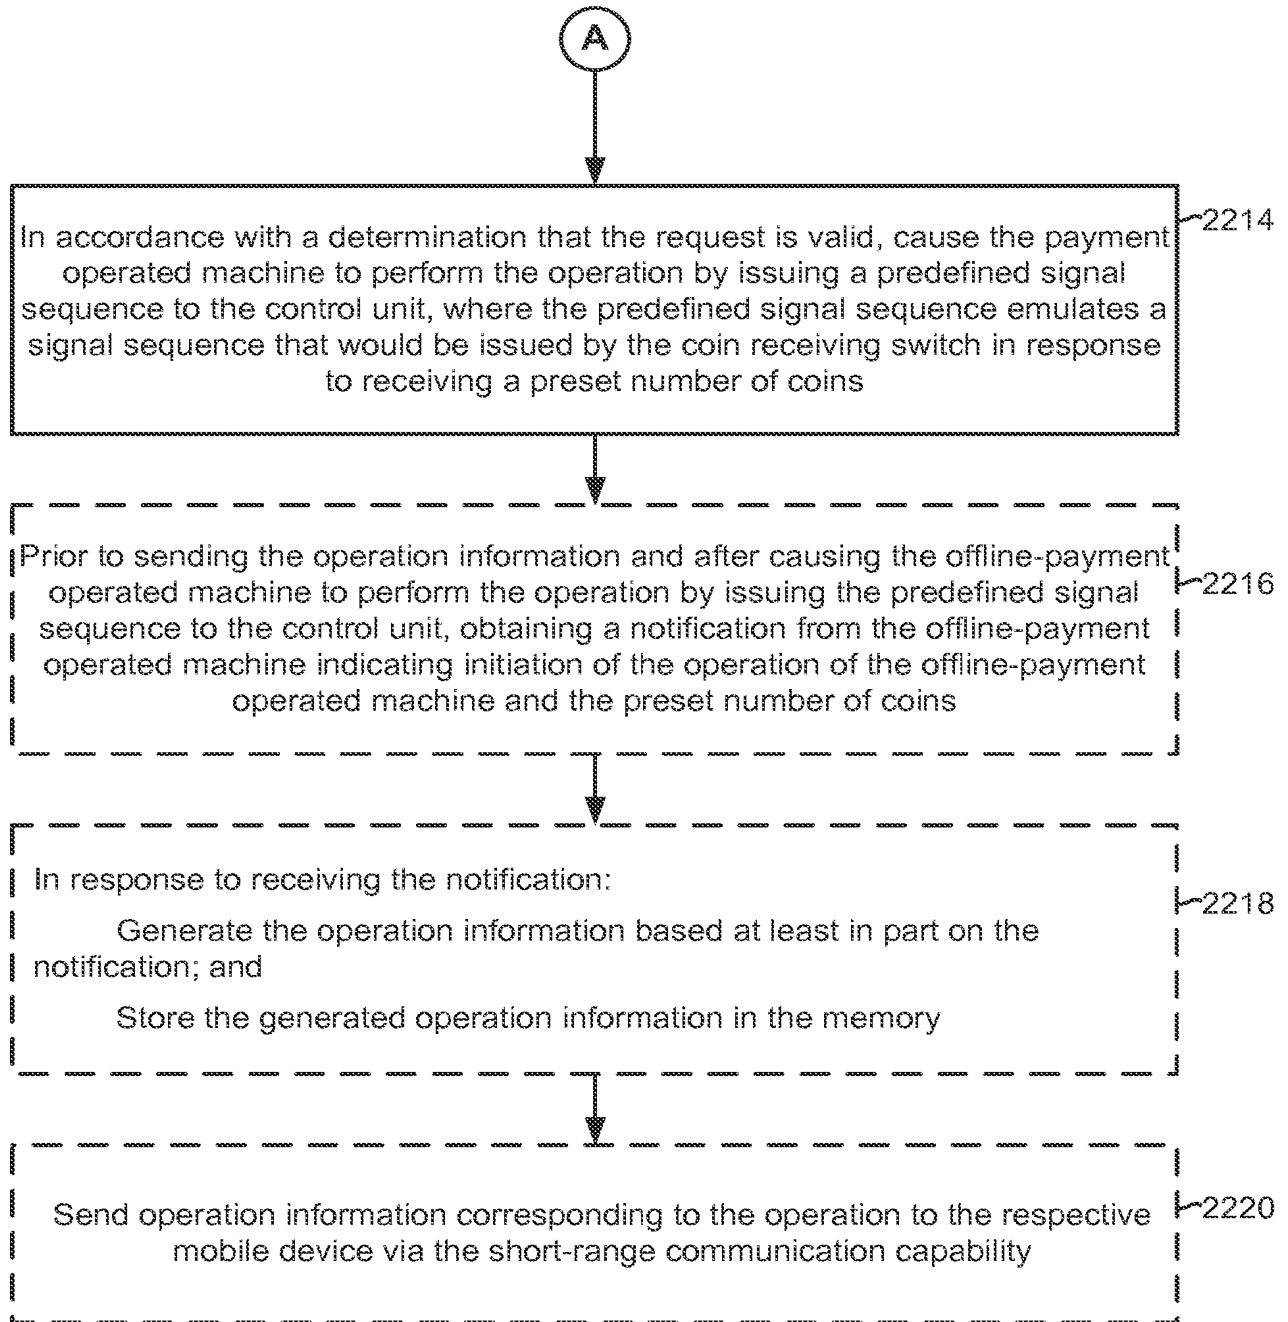 A
In accordance with a determination that the request is valid, cause the payment
operated machine to perform the operation by issuing a predefined signal
sequence to the control unit, where the predefined signal sequence emulates a
signal sequence that would be issued by the coin receiving switch in response
to receiving a preset number of coins
2214
Prior to sending the operation information and after causing the offline-payment
operated machine to perform the operation by issuing the predefined signal
sequence to the control unit, obtaining a notification from the offline-payment
operated machine indicating initiation of the operation of the offline-payment
operated machine and the preset number of coins
2216
In response to receiving the notification:
Generate the operation information based at least in part on the
notification; and
Store the generated operation information in the memory
2218
Send operation information corresponding to the operation to the respective
mobile device via the short-range communication capability
2220